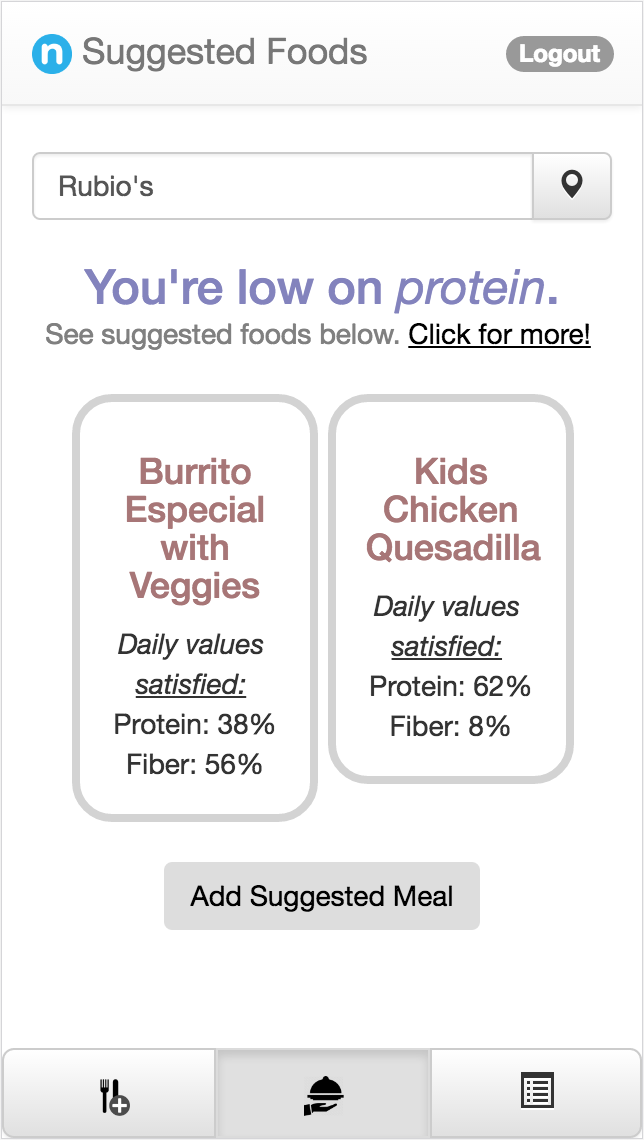 n Suggested Foods
Logout
Rubio's
You're low on protein.
See suggested foods below. Click for more!
Burrito
Especial
with
Veggies
Daily values
satisfied:
Protein: 38%
Fiber: 56%
Kids
Chicken
Quesadilla
Daily values
satisfied:
Protein: 62%
Fiber: 8%
Add Suggested Meal